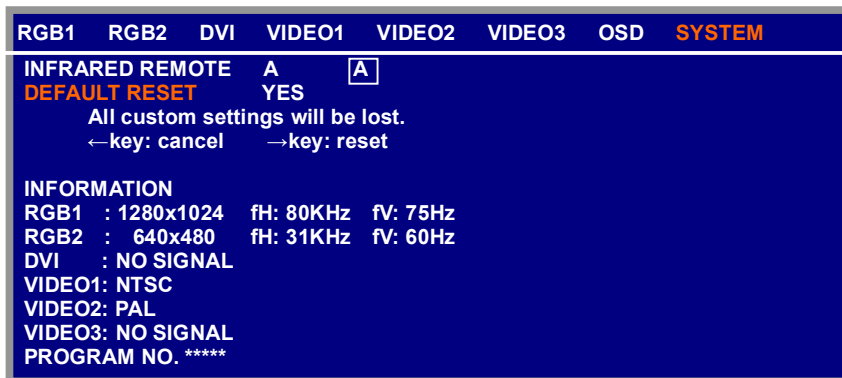 RGB1 RGB2 DVI VIDEO1 VIDEO2 VIDEO3 OSD SYSTEM
INFRARED REMOTE A A
DEFAULT RESET YES
All custom settings will be lost.
←key: cancel →key: reset
INFORMATION
RGB1 : 1280x1024 fH: 80KHz fV: 75Hz
RGB2 : 640x480 fH: 31KHz fV: 60Hz
DVI : NO SIGNAL
VIDEO1: NTSC
VIDEO2: PAL
VIDEO3: NO SIGNAL
PROGRAM NO. *****